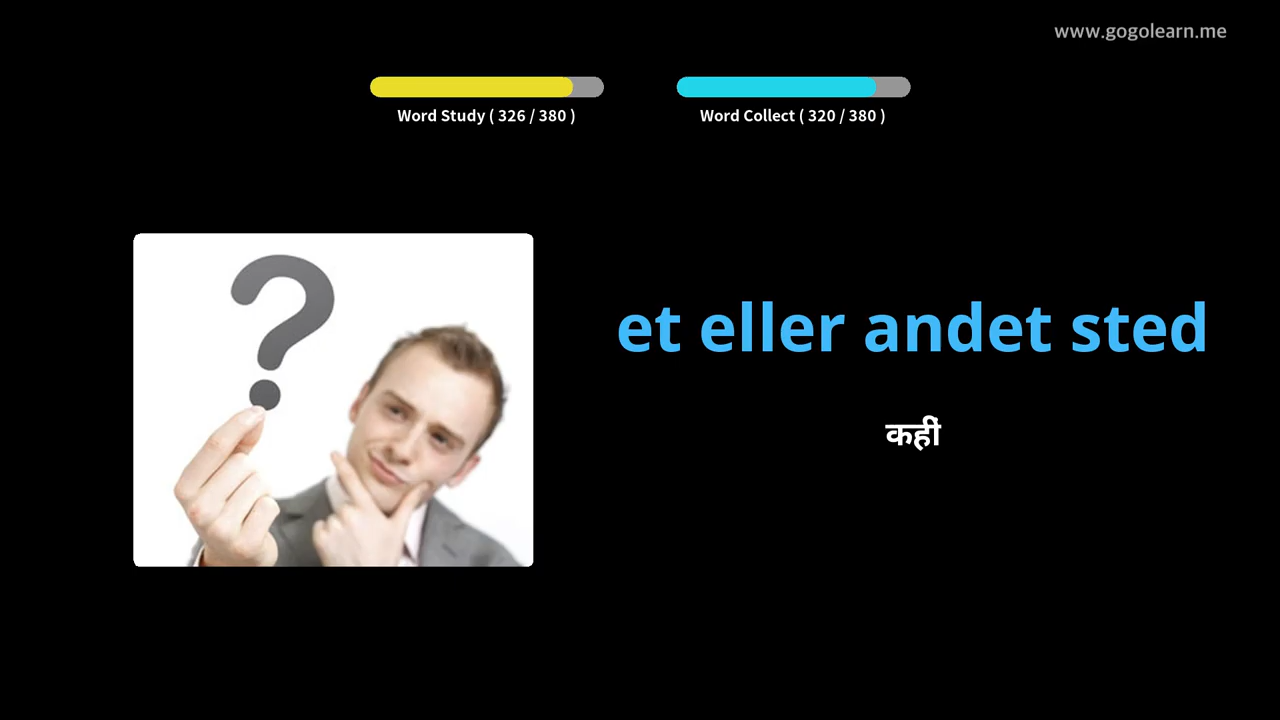 www.gogolearn.me
Word Study ( 326 / 380 )
Word Collect ( 320 / 380 )
et eller andet sted
कहीं